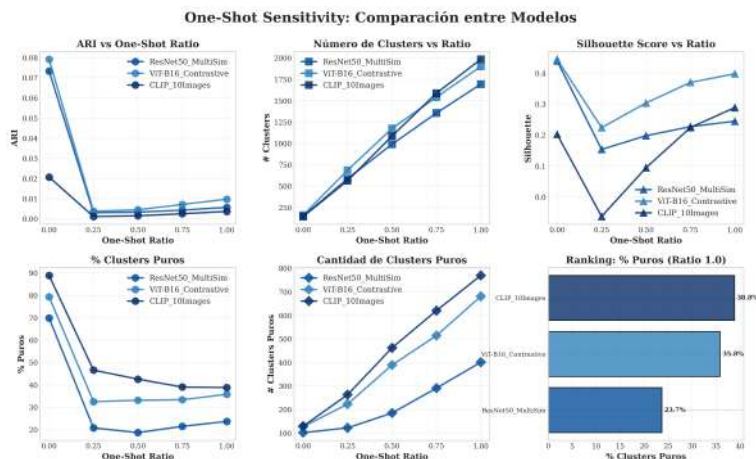 One-Shot Sensitivity: Comparación entre Modelos
ARI vs One-Shot Ratio
0.08
0.07
0.06
0.05
0.04
0.03
0.02
0.01
0.00
ARI
ResNet50_MultiSim
ViT-B16_Contrastive
CLIP_10Images
0.00 0.25 0.50 0.75 1.00
One-Shot Ratio
Número de Clusters vs Ratio
2000
1750
1500
1250
1000
750
500
250
# Clusters
ResNet50_MultiSim
ViT-B16_Contrastive
CLIP_10Images
0.00 0.25 0.50 0.75 1.00
One-Shot Ratio
Silhouette Score vs Ratio
0.4
0.3
0.2
0.1
0.0
Silhouette
ResNet50_MultiSim
ViT-B16_Contrastive
CLIP_10Images
0.00 0.25 0.50 0.75 1.00
One-Shot Ratio
% Clusters Puros
90
80
70
60
50
40
30
20
% Puros
ResNet50_MultiSim
ViT-B16_Contrastive
CLIP_10Images
0.00 0.25 0.50 0.75 1.00
One-Shot Ratio
Cantidad de Clusters Puros
800
700
600
500
400
300
200
100
# Clusters Puros
ResNet50_MultiSim
ViT-B16_Contrastive
CLIP_10Images
0.00 0.25 0.50 0.75 1.00
One-Shot Ratio
Ranking: % Puros (Ratio 1.0)
CLIP_10Images
ViT-B16_Contrastive
ResNet50_MultiSim
23.7%
0 5 10 15 20 25 30 35 40
% Clusters Puros